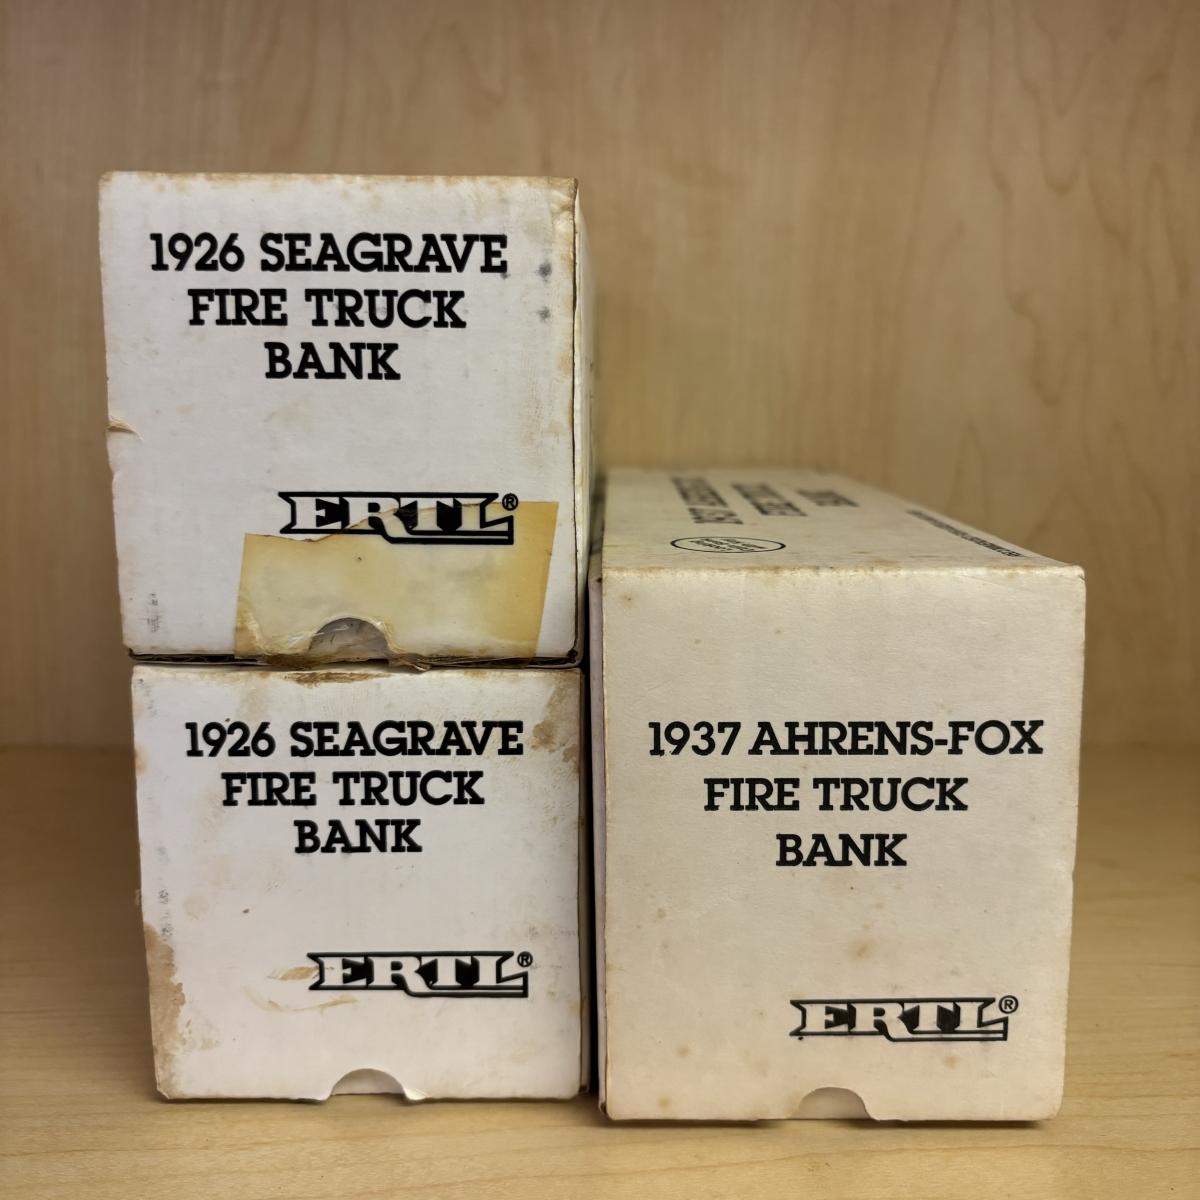 1926 SEAGRAVE
FIRE TRUCK
BANK
ERTL®
1926 SEAGRAVE
FIRE TRUCK
BANK
ERTL®
1937 AHRENS-FOX
FIRE TRUCK
BANK
ERTL®